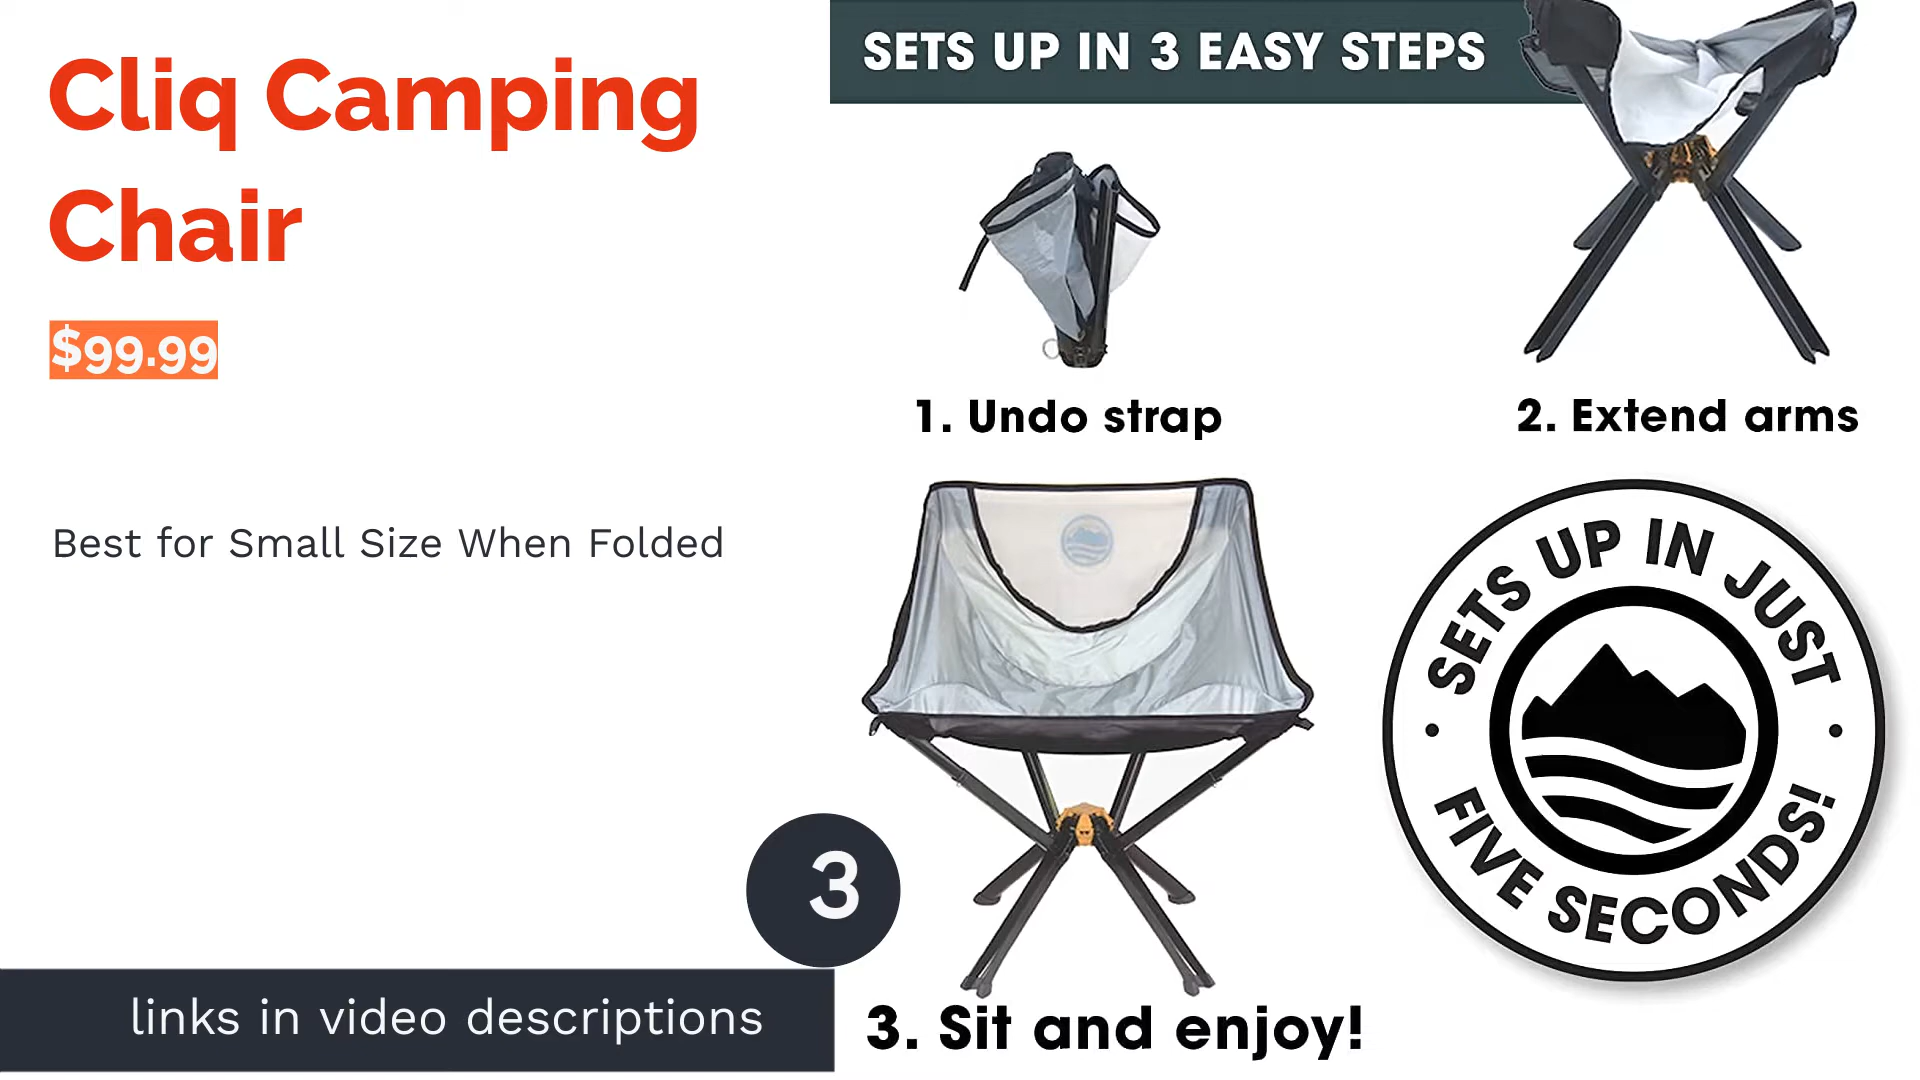 Cliq Camping
Chair
$99.99
Best for Small Size When Folded
3
links in video descriptions
SETS UP IN 3 EASY STEPS
1. Undo strap
2. Extend arms
3. Sit and enjoy!
• SETS UP IN JUST •
FIVE SECONDS!